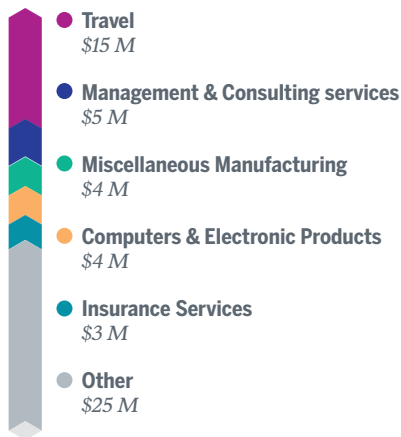 Travel
$15 M
Management & Consulting services
$5 M
Miscellaneous Manufacturing
$4 M
Computers & Electronic Products
$4 M
Insurance Services
$3 M
Other
$25 M